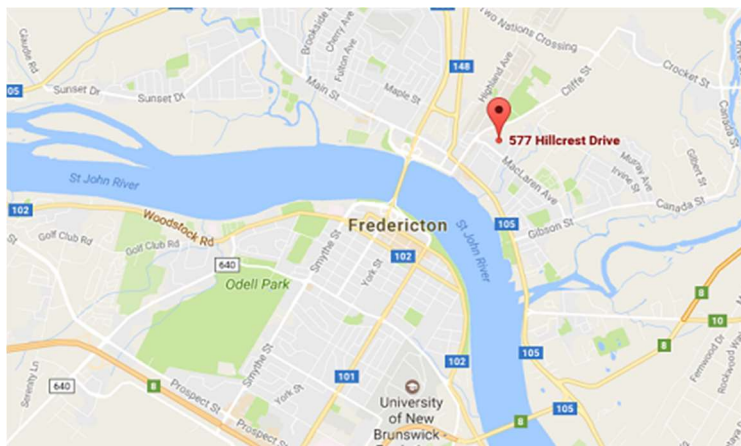 Claude Rd
Brookside Dr
Cherry Ave
Fulton Ave
Two Nations Crossing
148
Highland Ave
Cliffe St
Crocket St
105
Sunset Dr
Sunset Dr
Main St
Maple St
577 Hillcrest Drive
MacLaren Ave
Murray Ave
Irvine St
Gilbert St
Canada St
Canada St
St John River
102
Woodstock Rd
Golf Club Rd
Golf Club Rd
640
Smythe St
Fredericton
St John River
105
Gibson St
102
York St
Odell Park
8
10
8
105
102
Serenity Ln
640
8
Prospect St
Smythe St
York St
101
University
of New
Brunswick -
Prospect St
8
105
Fernwood Dr